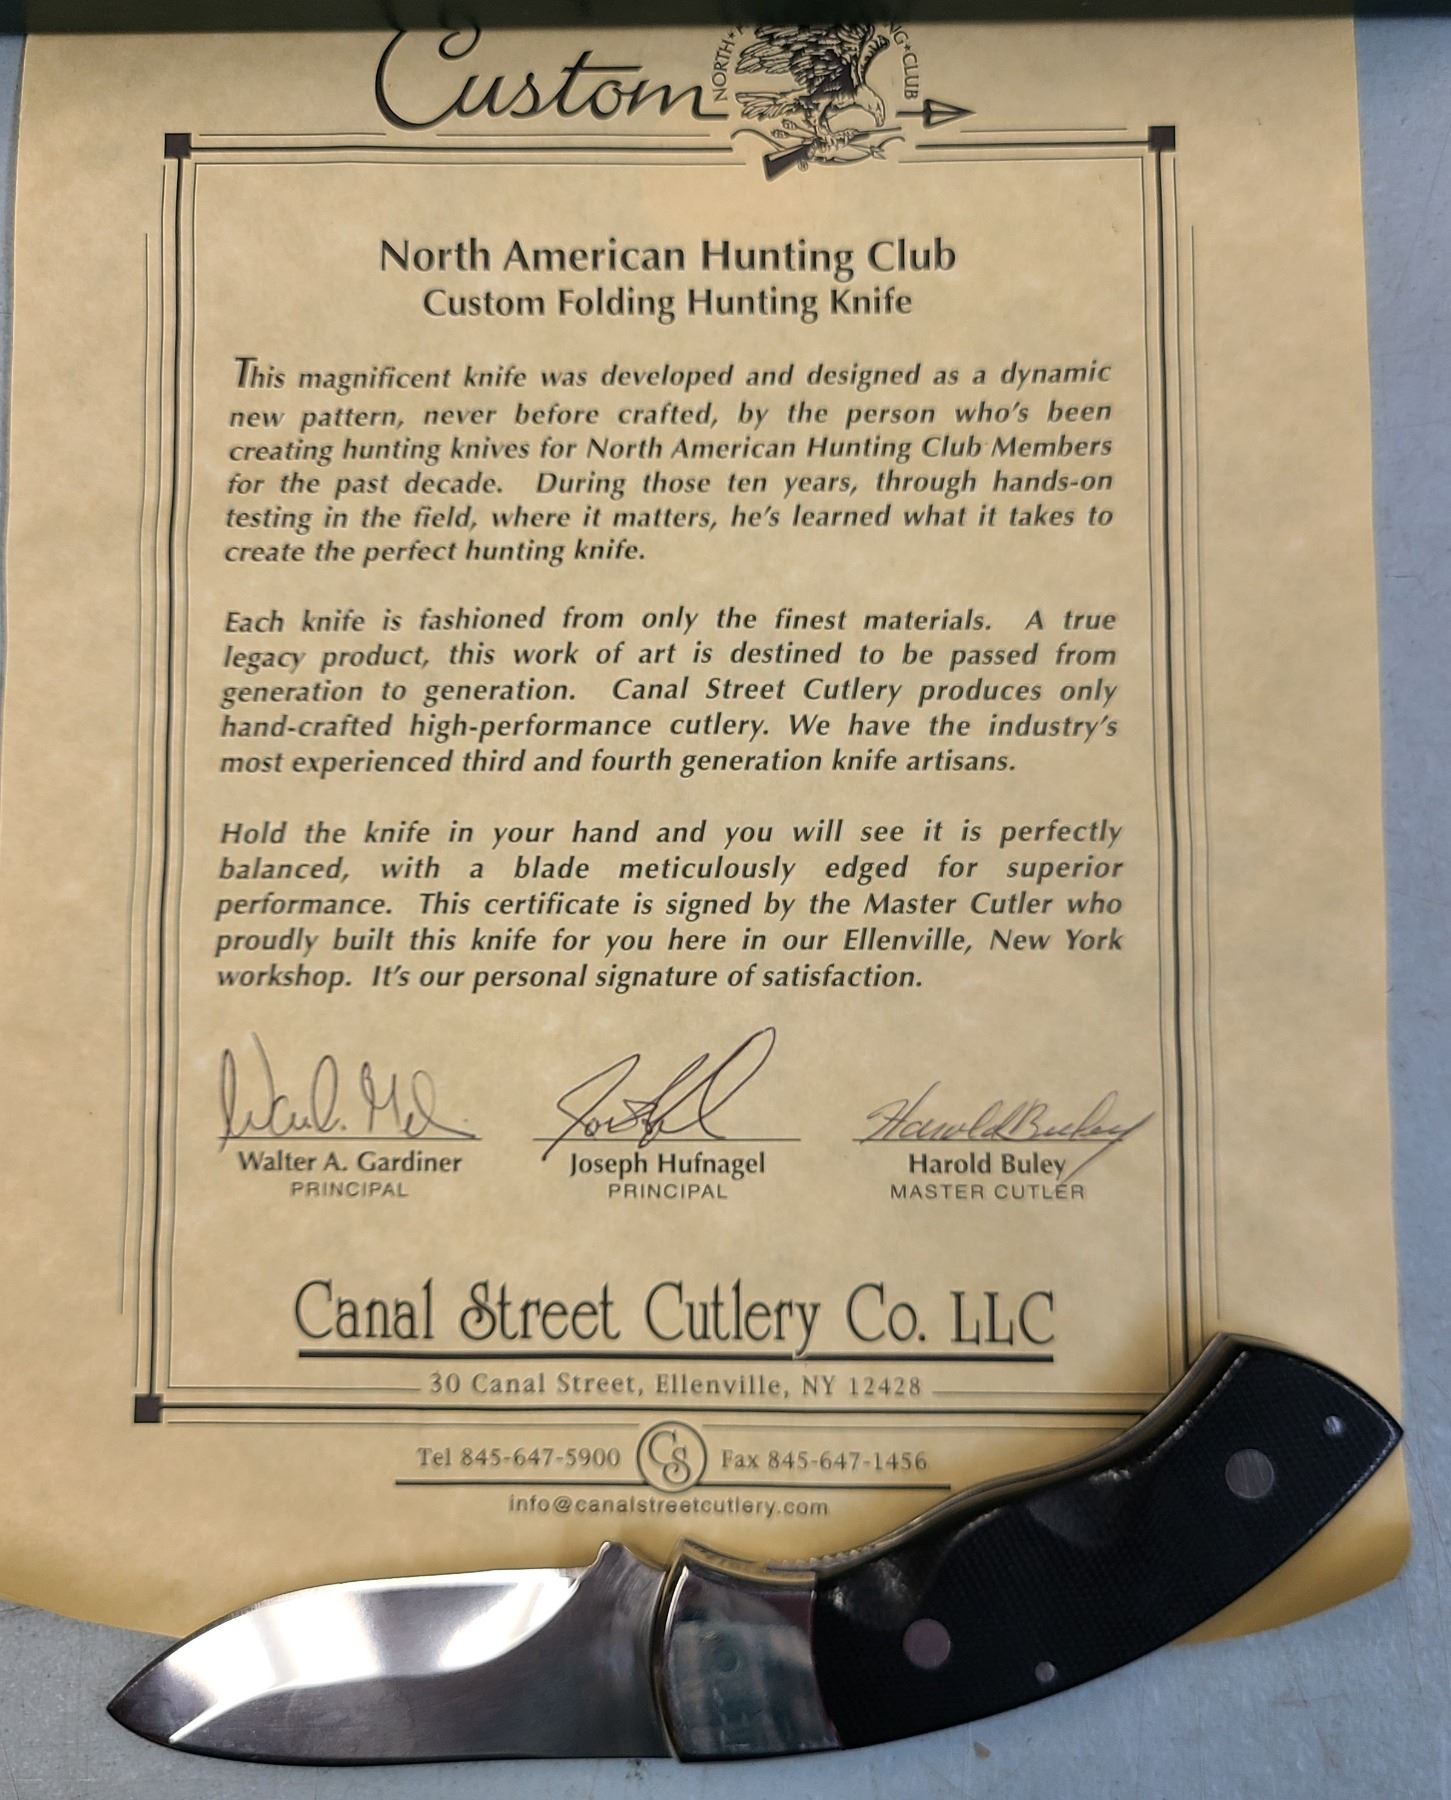 Custom
NORTH
NG★CLUB
North American Hunting Club
Custom Folding Hunting Knife
This magnificent knife was developed and designed as a dynamic
new pattern, never before crafted, by the person who's been
creating hunting knives for North American Hunting Club Members
for the past decade. During those ten years, through hands-on
testing in the field, where it matters, he's learned what it takes to
create the perfect hunting knife.
Each knife is fashioned from only the finest materials. A true
legacy product, this work of art is destined to be passed from
generation to generation. Canal Street Cutlery produces only
hand-crafted high-performance cutlery. We have the industry's
most experienced third and fourth generation knife artisans.
Hold the knife in your hand and you will see it is perfectly
balanced, with a blade meticulously edged for superior
performance. This certificate is signed by the Master Cutler who
proudly built this knife for you here in our Ellenville, New York
workshop. It's our personal signature of satisfaction.
Harold Buley
Walter A. Gardiner Joseph Hufnagel Harold Buley
PRINCIPAL PRINCIPAL MASTER CUTLER
Canal Street Cutlery Co. LLC
30 Canal Street, Ellenville, NY 12428
Tel 845-647-5900 CS Fax 845-647-1456
info@canalstreetcutlery.com